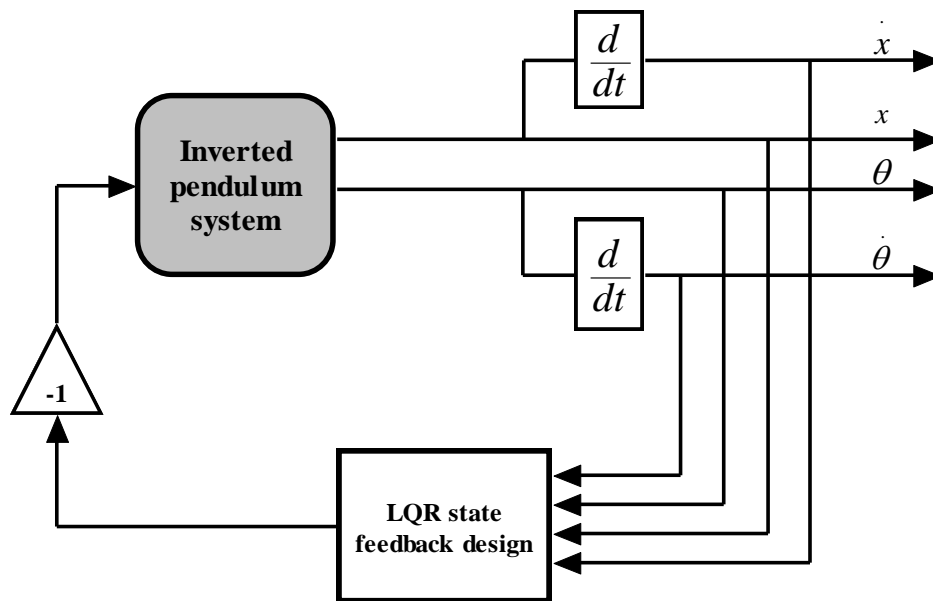 d
dt
ẋ
x
Inverted
pendulum
system
θ
d
dt
θ̇
-1
LQR state
feedback design